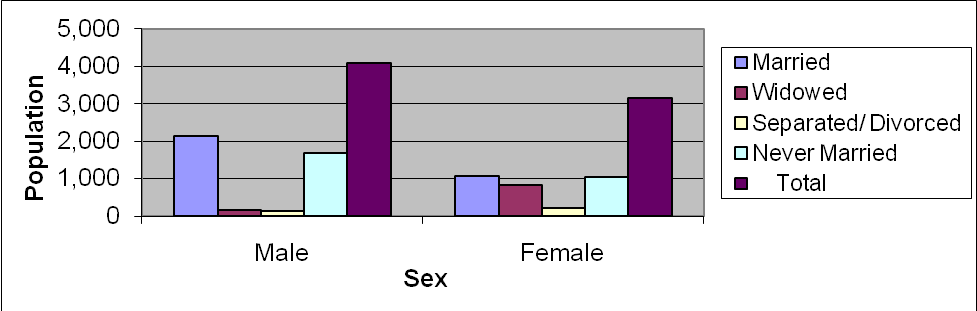 5,000
4,000
3,000
2,000
1,000
0
Population
Male
Female
Sex
Married
Widowed
Separated/ Divorced
Never Married
Total